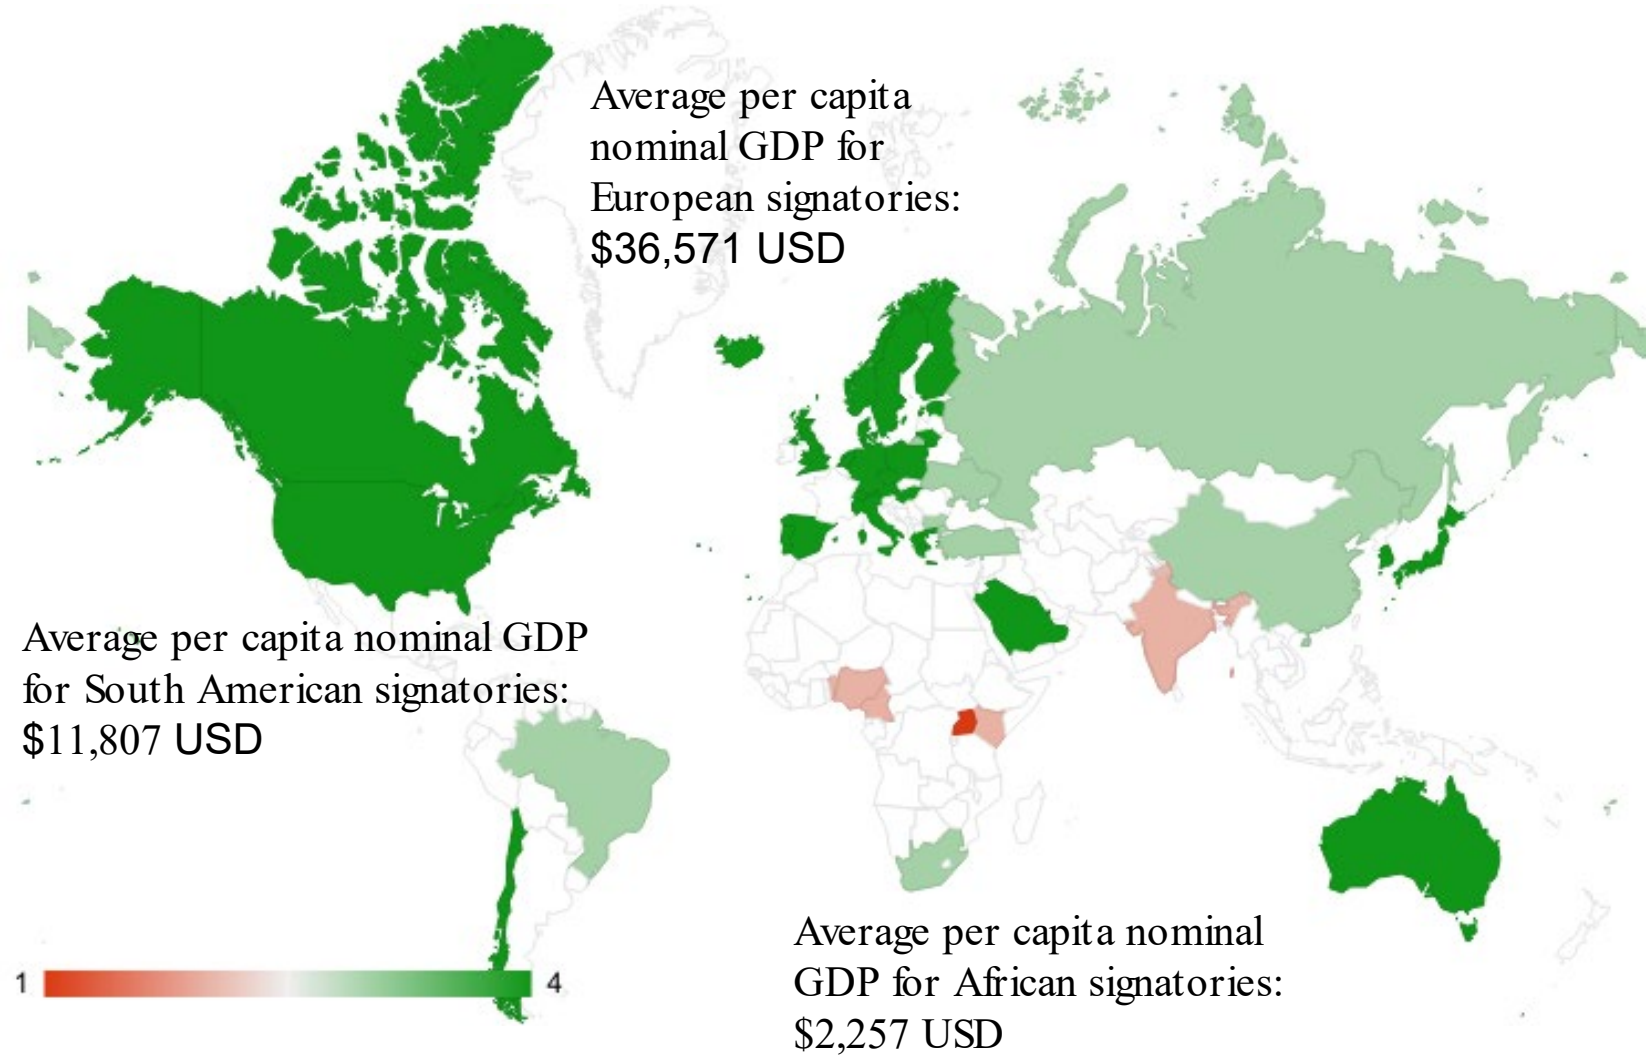 Average per capita
nominal GDP for
European signatories:
$36,571 USD
Average per capita nominal GDP
for South American signatories:
$11,807 USD
1
4
Average per capita nominal
GDP for African signatories:
$2,257 USD